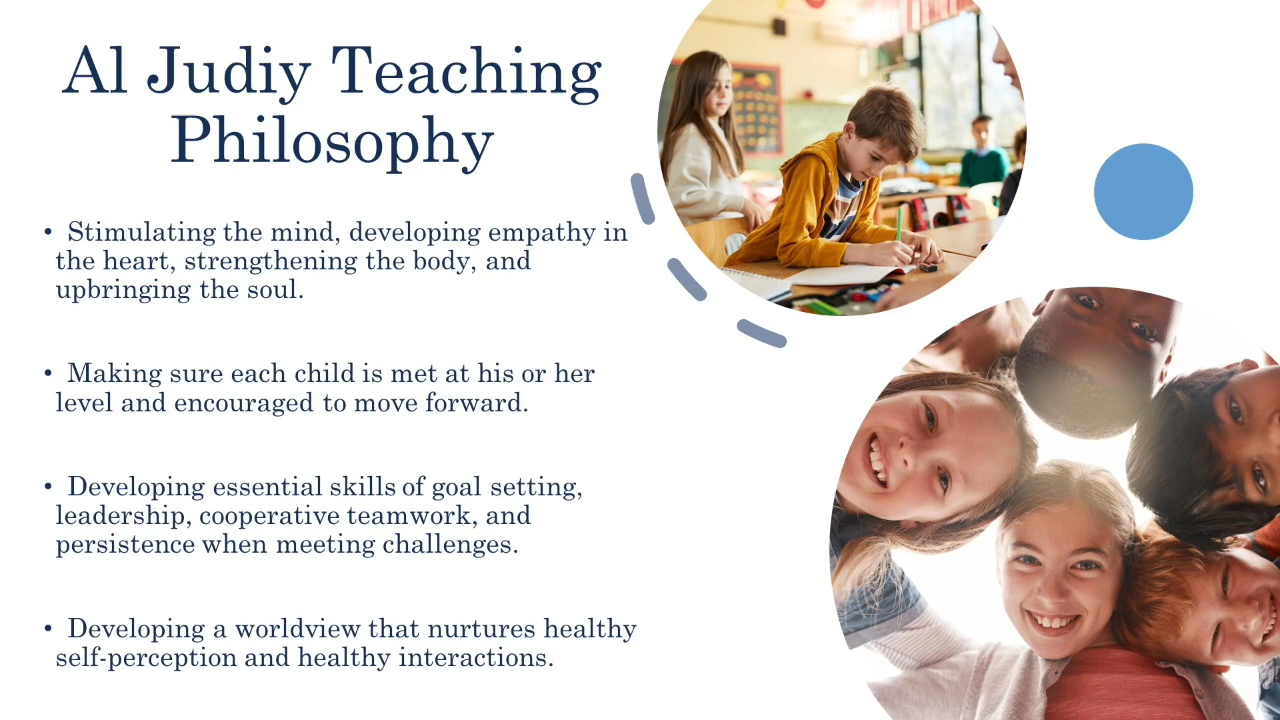 Al Judiy Teaching
Philosophy
• Stimulating the mind, developing empathy in
the heart, strengthening the body, and
upbringing the soul.
• Making sure each child is met at his or her
level and encouraged to move forward.
• Developing essential skills of goal setting,
leadership, cooperative teamwork, and
persistence when meeting challenges.
• Developing a worldview that nurtures healthy
self-perception and healthy interactions.